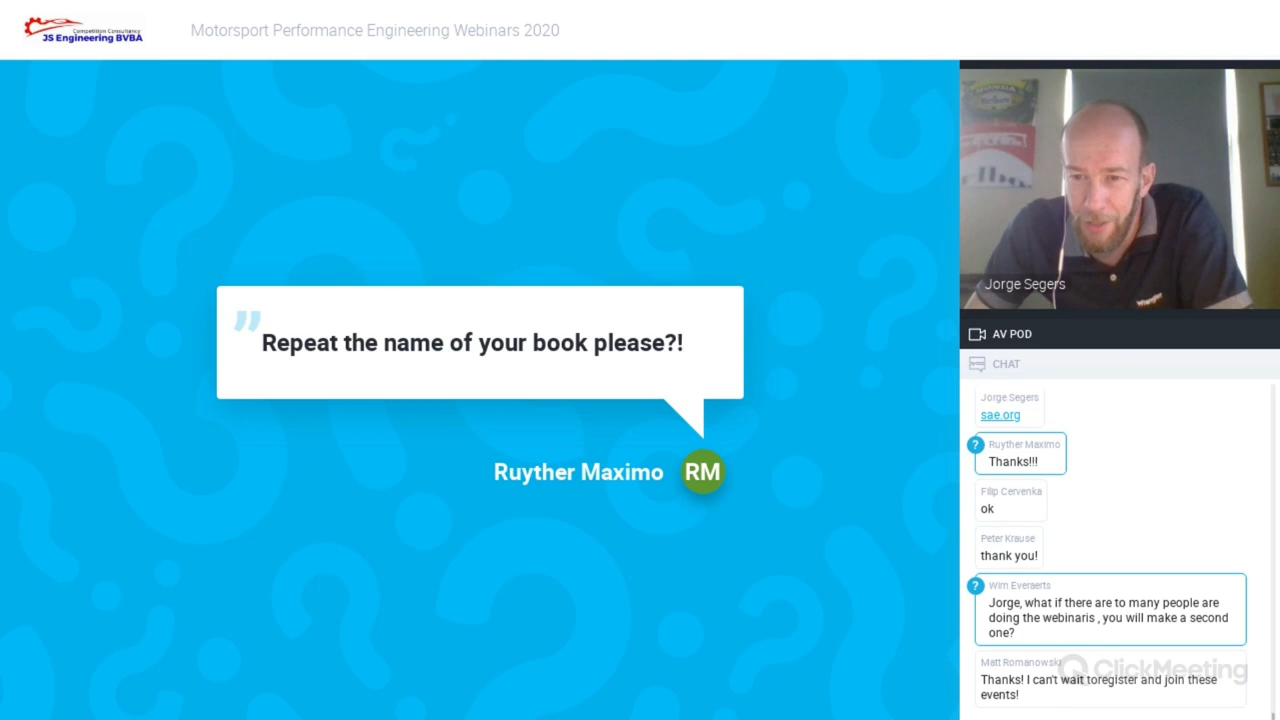 Competition Consultancy
JS Engineering BVBA
Motorsport Performance Engineering Webinars 2020
"Repeat the name of your book please?!
Ruyther Maximo RM
Jorge Segers
Wrangler
AV POD
CHAT
Jorge Segers
sae.org
? Ruyther Maximo
Thanks!!!
Filip Cervenka
ok
Peter Krause
thank you!
? Wim Everaerts
Jorge, what if there are to many people are
doing the webinaris , you will make a second
one?
Matt Romanowski
ClickMeeting
Thanks! I can't wait toregister and join these
events!